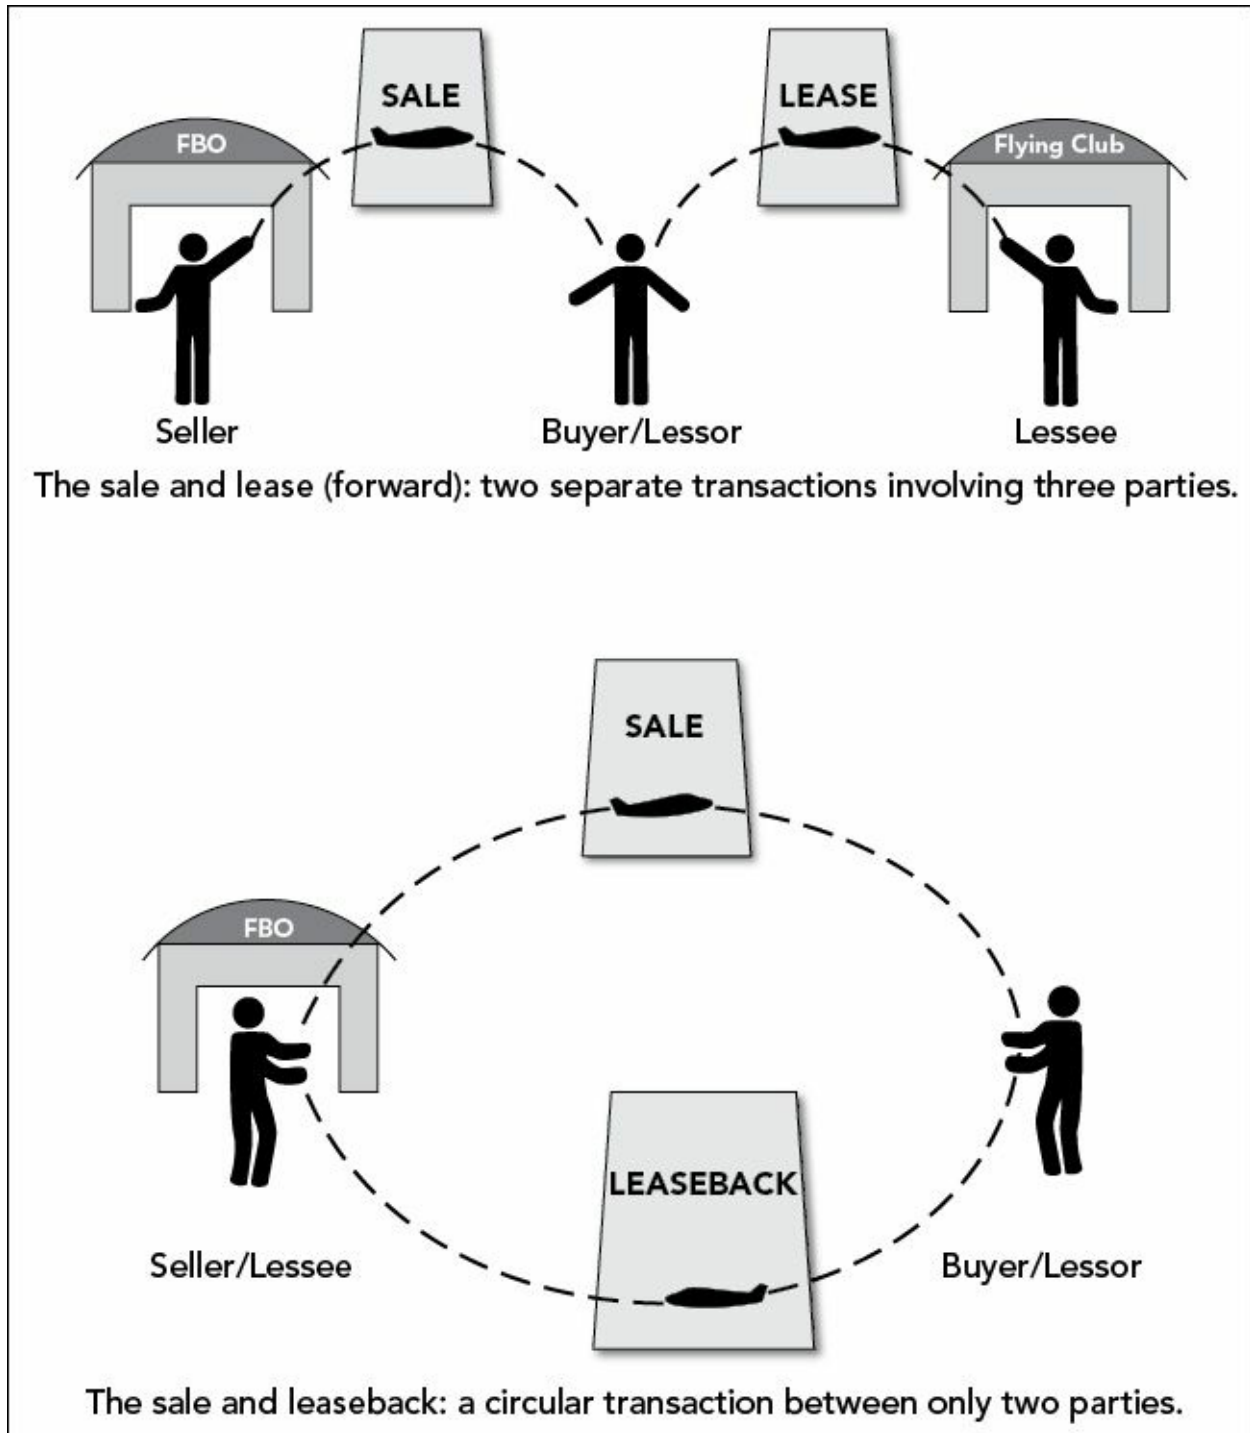 SALE
LEASE
FBO
Flying Club
Seller
Buyer/Lessor
Lessee
The sale and lease (forward): two separate transactions involving three parties.
SALE
FBO
LEASEBACK
Seller/Lessee
Buyer/Lessor
The sale and leaseback: a circular transaction between only two parties.